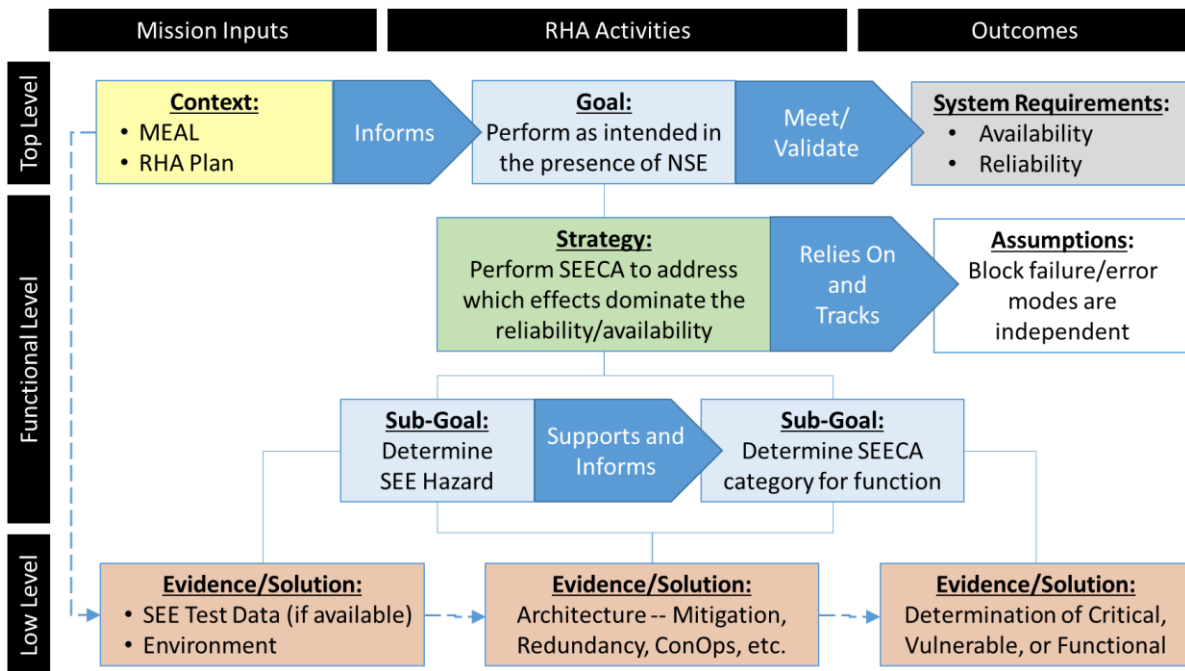 Mission Inputs
RHA Activities
Outcomes
Top Level
Context:
• MEAL
• RHA Plan
Informs
Goal:
Perform as intended in
the presence of NSE
Meet/
Validate
System Requirements:
• Availability
• Reliability
Functional Level
Strategy:
Perform SEECA to address
which effects dominate the
reliability/availability
Relies On
and
Tracks
Assumptions:
Block failure/error
modes are
independent
Sub-Goal:
Determine
SEE Hazard
Supports and
Informs
Sub-Goal:
Determine SEECA
category for function
Low Level
Evidence/Solution:
• SEE Test Data (if available)
• Environment
Evidence/Solution:
Architecture -- Mitigation,
Redundancy, ConOps, etc.
Evidence/Solution:
Determination of Critical,
Vulnerable, or Functional